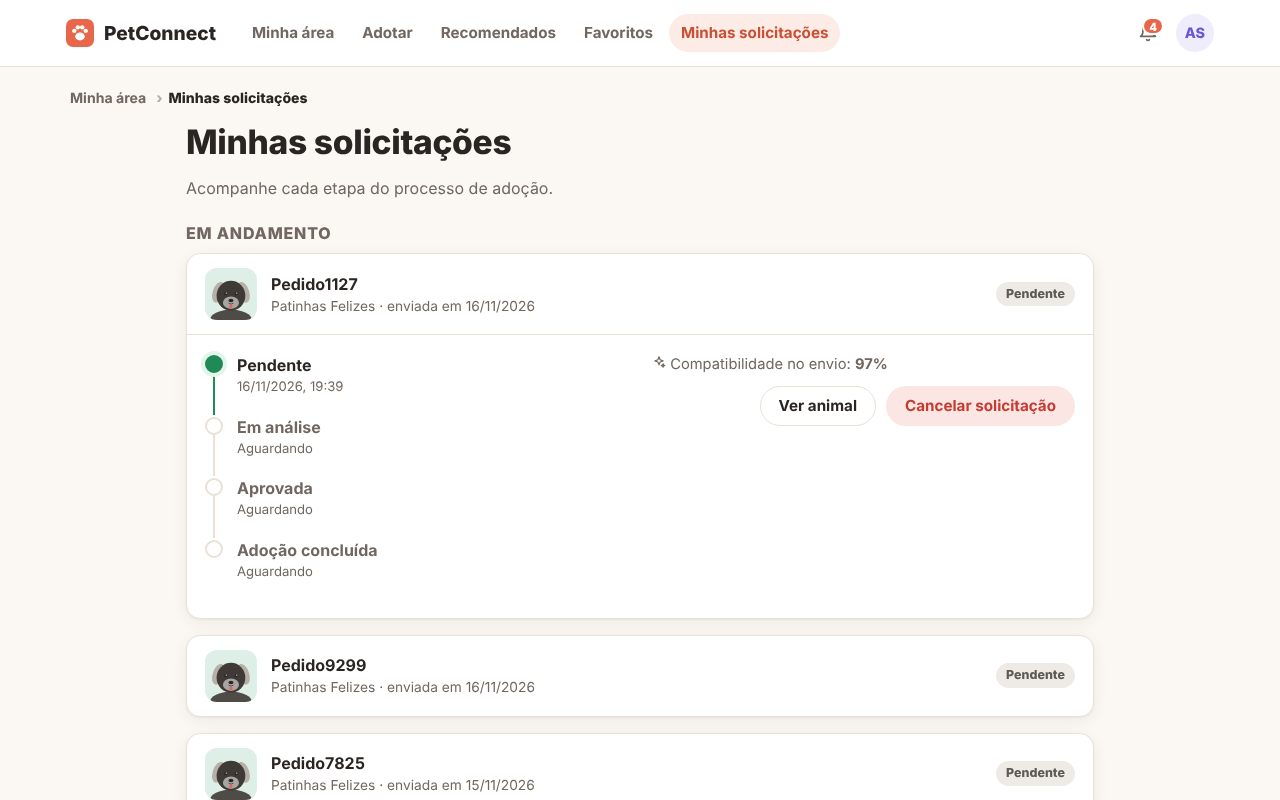 PetConnect
Minha área
Adotar
Recomendados
Favoritos
Minhas solicitações
4
AS
Minha área › Minhas solicitações
Minhas solicitações
Acompanhe cada etapa do processo de adoção.
EM ANDAMENTO
Pedido1127
Patinhas Felizes · enviada em 16/11/2026
Pendente
Pendente
16/11/2026, 19:39
Em análise
Aguardando
Aprovada
Aguardando
Adoção concluída
Aguardando
Compatibilidade no envio: 97%
Ver animal
Cancelar solicitação
Pedido9299
Patinhas Felizes · enviada em 16/11/2026
Pendente
Pedido7825
Patinhas Felizes · enviada em 15/11/2026
Pendente